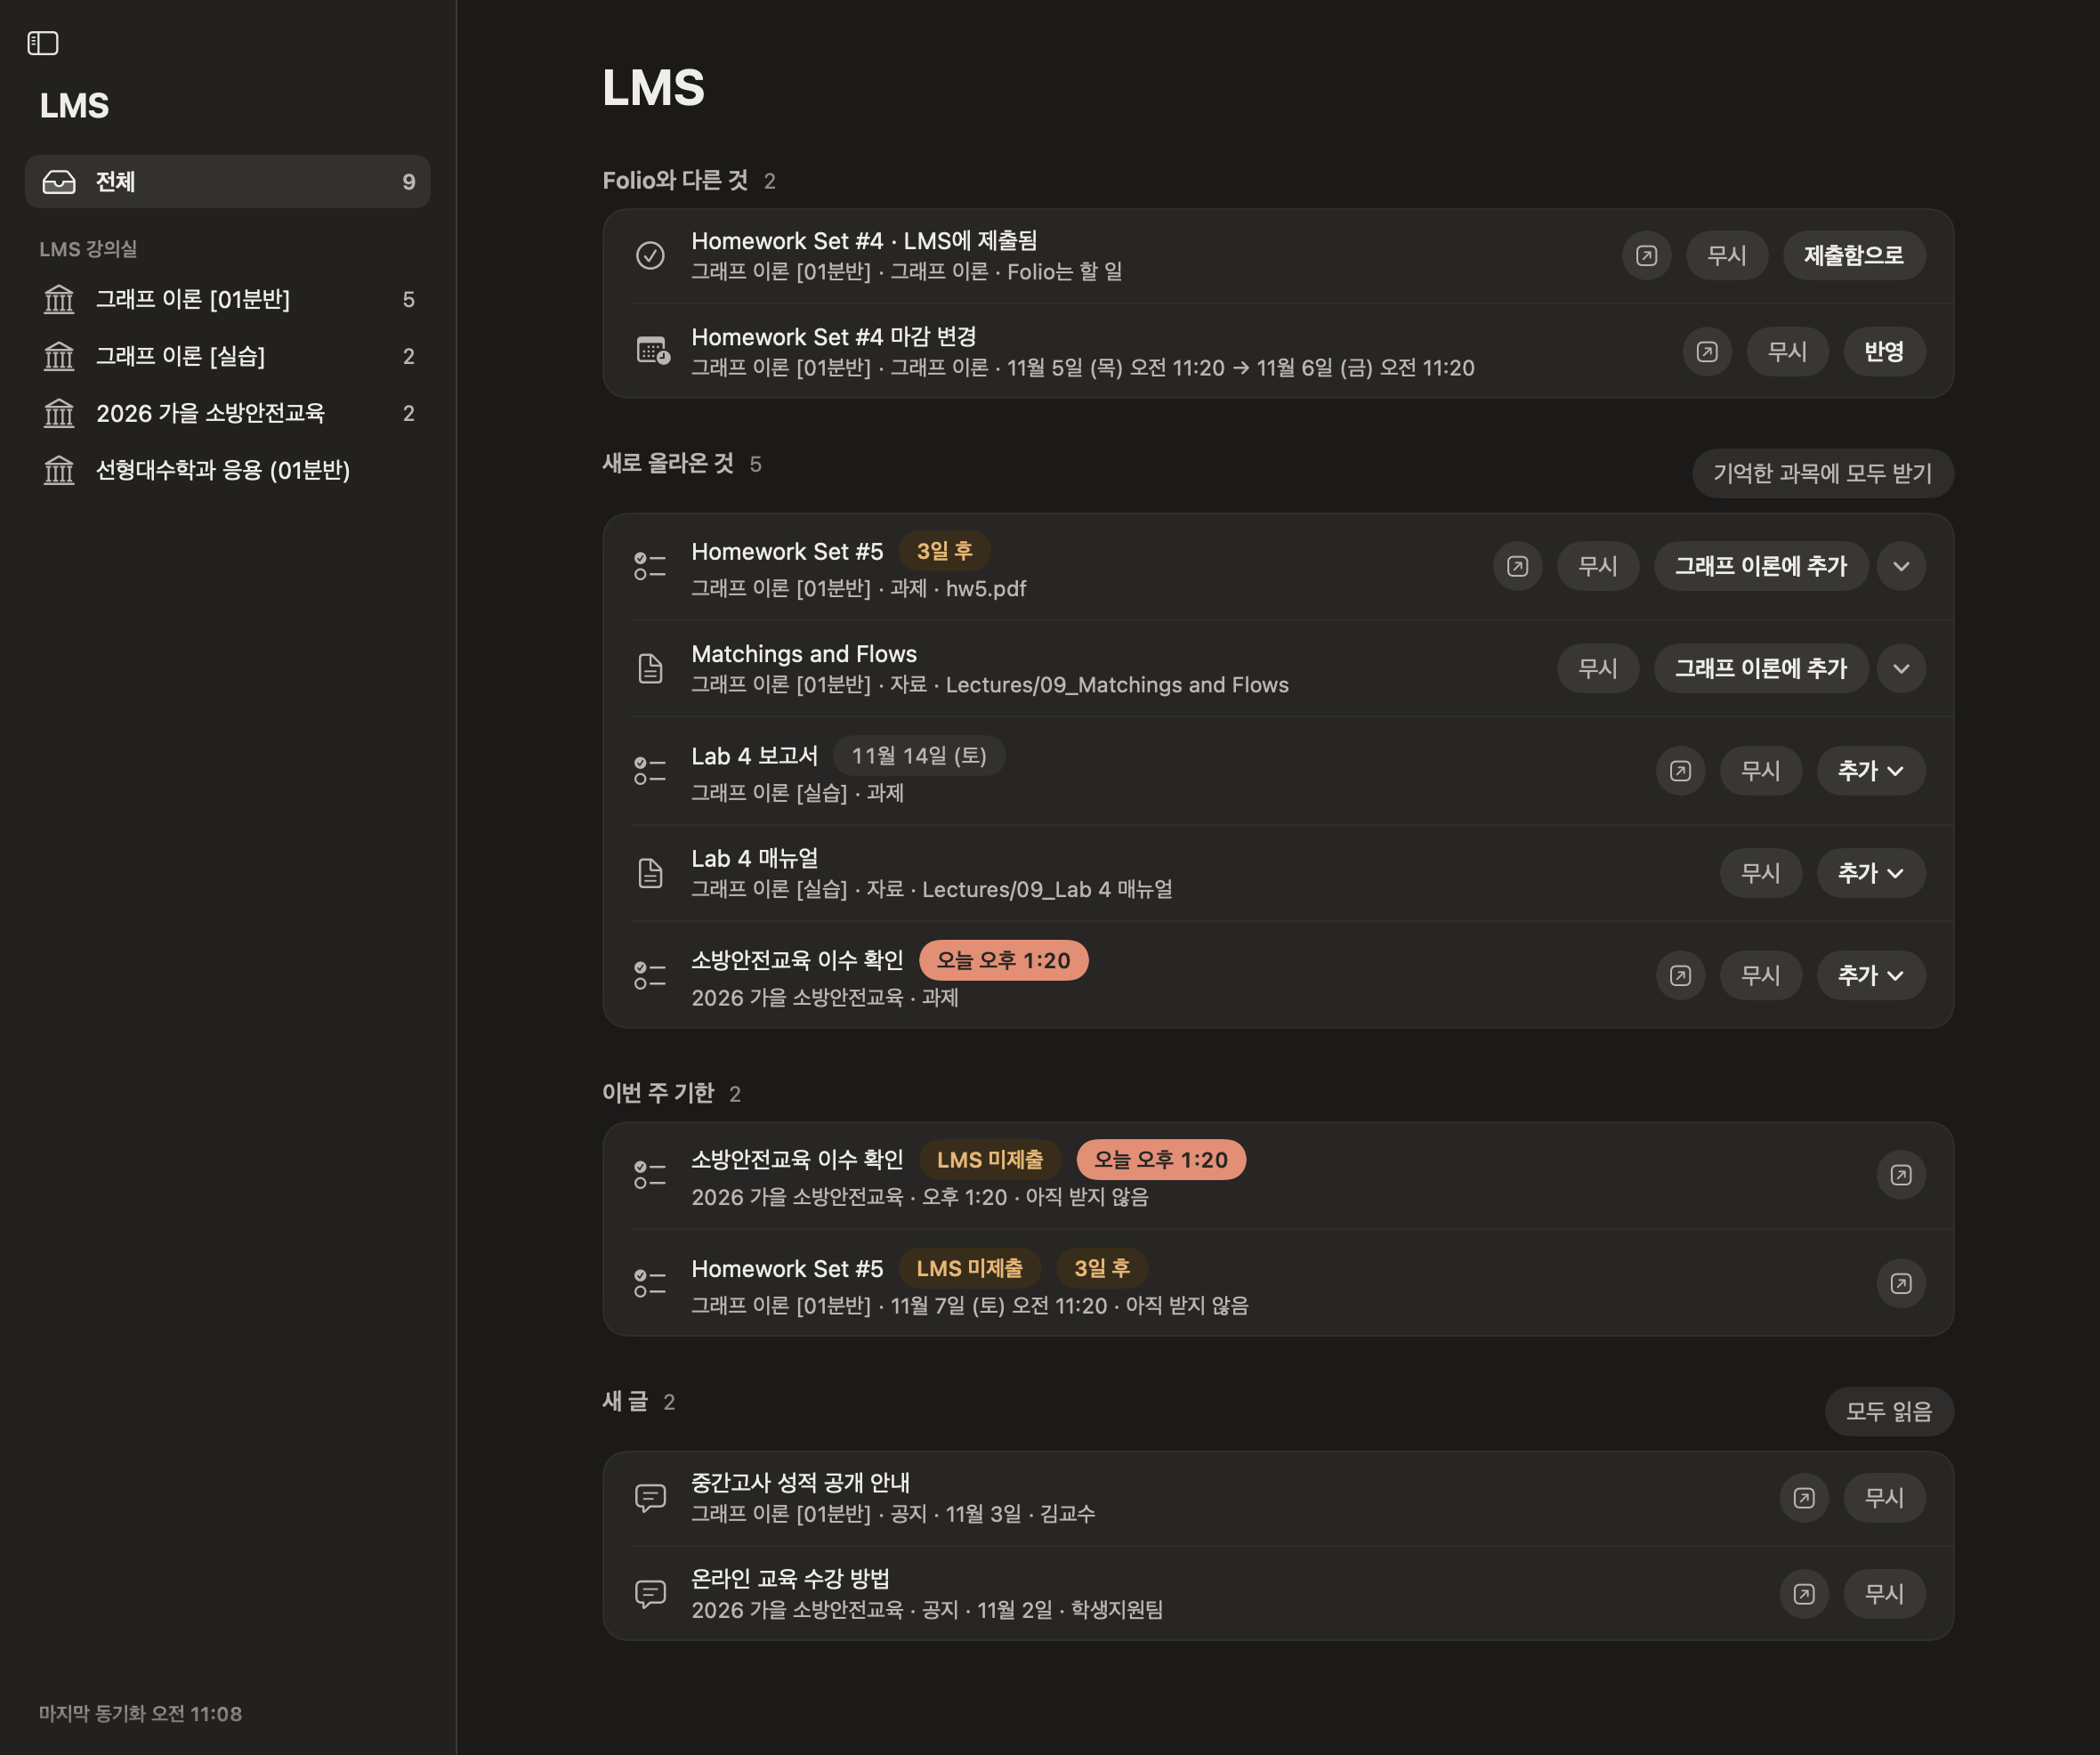 LMS
전체 9
LMS 강의실
그래프 이론 [01분반] 5
그래프 이론 [실습] 2
2026 가을 소방안전교육 2
선형대수학과 응용 (01분반)
마지막 동기화 오전 11:08
LMS
Folio와 다른 것 2
Homework Set #4 · LMS에 제출됨
그래프 이론 [01분반] · 그래프 이론 · Folio는 할 일
무시 제출함으로
Homework Set #4 마감 변경
그래프 이론 [01분반] · 그래프 이론 · 11월 5일 (목) 오전 11:20 → 11월 6일 (금) 오전 11:20
무시 반영
새로 올라온 것 5
기억한 과목에 모두 받기
Homework Set #5 3일 후
그래프 이론 [01분반] · 과제 · hw5.pdf
무시 그래프 이론에 추가
Matchings and Flows
그래프 이론 [01분반] · 자료 · Lectures/09_Matchings and Flows
무시 그래프 이론에 추가
Lab 4 보고서 11월 14일 (토)
그래프 이론 [실습] · 과제
무시 추가
Lab 4 매뉴얼
그래프 이론 [실습] · 자료 · Lectures/09_Lab 4 매뉴얼
무시 추가
소방안전교육 이수 확인 오늘 오후 1:20
2026 가을 소방안전교육 · 과제
무시 추가
이번 주 기한 2
소방안전교육 이수 확인 LMS 미제출 오늘 오후 1:20
2026 가을 소방안전교육 · 오후 1:20 · 아직 받지 않음
Homework Set #5 LMS 미제출 3일 후
그래프 이론 [01분반] · 11월 7일 (토) 오전 11:20 · 아직 받지 않음
새 글 2
모두 읽음
중간고사 성적 공개 안내
그래프 이론 [01분반] · 공지 · 11월 3일 · 김교수
무시
온라인 교육 수강 방법
2026 가을 소방안전교육 · 공지 · 11월 2일 · 학생지원팀
무시